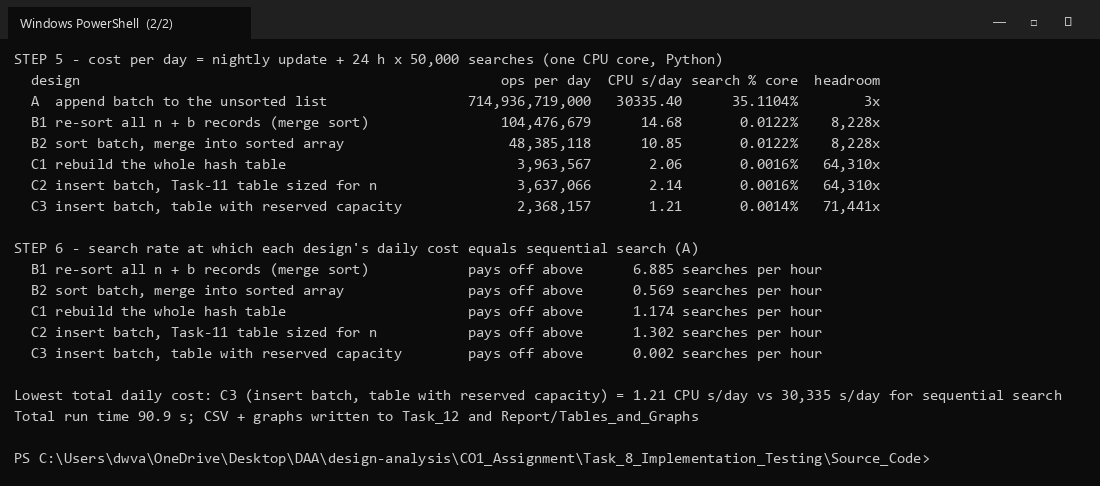 Windows PowerShell (2/2)
STEP 5 - cost per day = nightly update + 24 h x 50,000 searches (one CPU core, Python)
design ops per day CPU s/day search % core headroom
A append batch to the unsorted list 714,936,719,000 30335.40 35.1104% 3x
B1 re-sort all n + b records (merge sort) 104,476,679 14.68 0.0122% 8,228x
B2 sort batch, merge into sorted array 48,385,118 10.85 0.0122% 8,228x
C1 rebuild the whole hash table 3,963,567 2.06 0.0016% 64,310x
C2 insert batch, Task-11 table sized for n 3,637,066 2.14 0.0016% 64,310x
C3 insert batch, table with reserved capacity 2,368,157 1.21 0.0014% 71,441x
STEP 6 - search rate at which each design's daily cost equals sequential search (A)
B1 re-sort all n + b records (merge sort) pays off above 6.885 searches per hour
B2 sort batch, merge into sorted array pays off above 0.569 searches per hour
C1 rebuild the whole hash table pays off above 1.174 searches per hour
C2 insert batch, Task-11 table sized for n pays off above 1.302 searches per hour
C3 insert batch, table with reserved capacity pays off above 0.002 searches per hour
Lowest total daily cost: C3 (insert batch, table with reserved capacity) = 1.21 CPU s/day vs 30,335 s/day for sequential search
Total run time 90.9 s; CSV + graphs written to Task_12 and Report/Tables_and_Graphs
PS C:\Users\dwva\OneDrive\Desktop\DAA\design-analysis\CO1_Assignment\Task_8_Implementation_Testing\Source_Code>